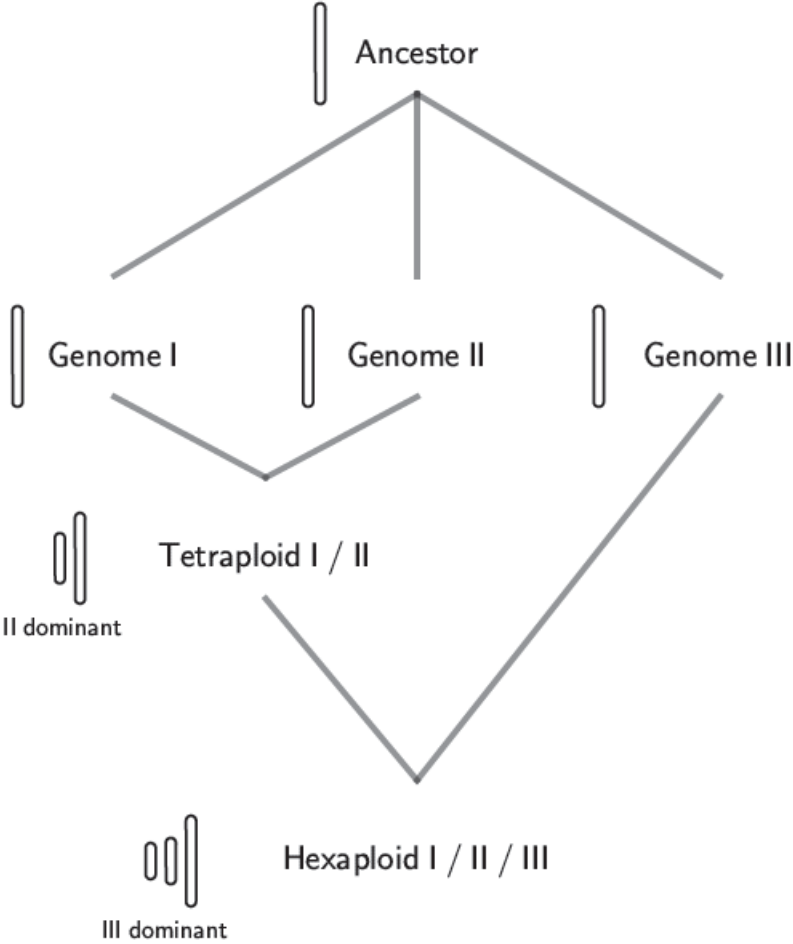 Ancestor
Genome I
Genome II
Genome III
Tetraploid I / II
II dominant
Hexaploid I / II / III
III dominant